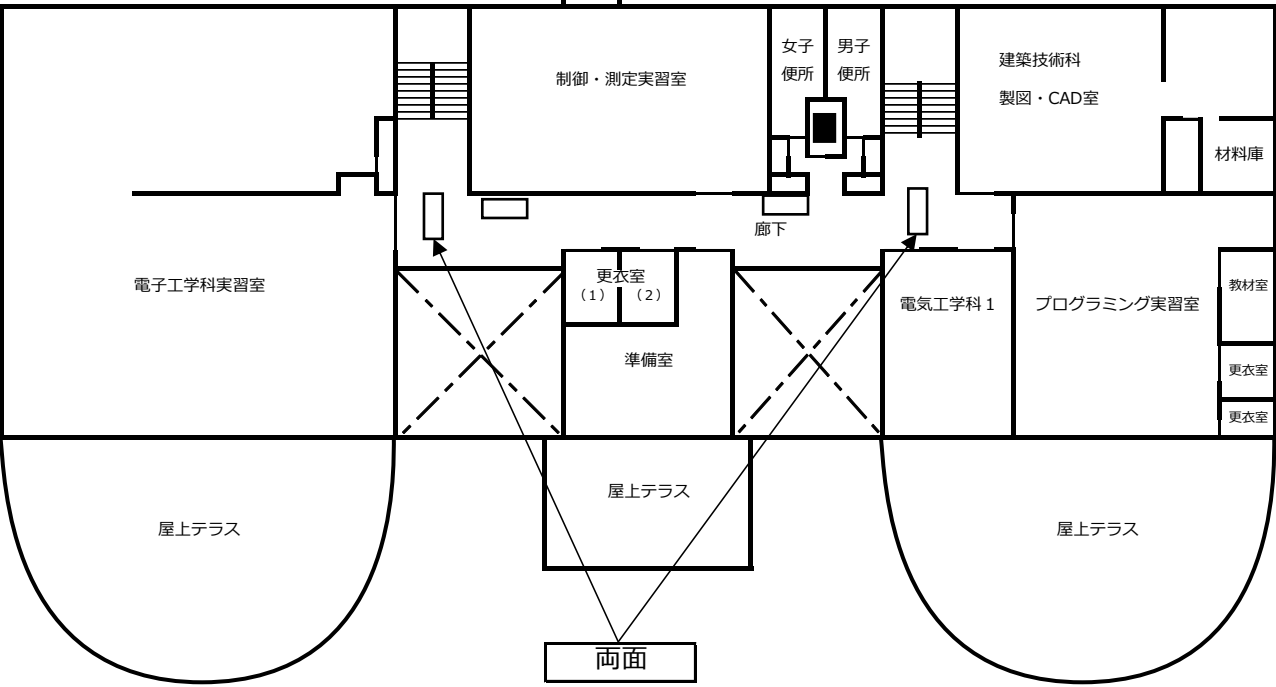 女子
便所
男子
便所
制御・測定実習室
建築技術科
製図・CAD室
材料庫
廊下
電子工学科実習室
更衣室
（1）
（2）
電気工学科１
プログラミング実習室
教材室
準備室
更衣室
更衣室
屋上テラス
屋上テラス
屋上テラス
両面